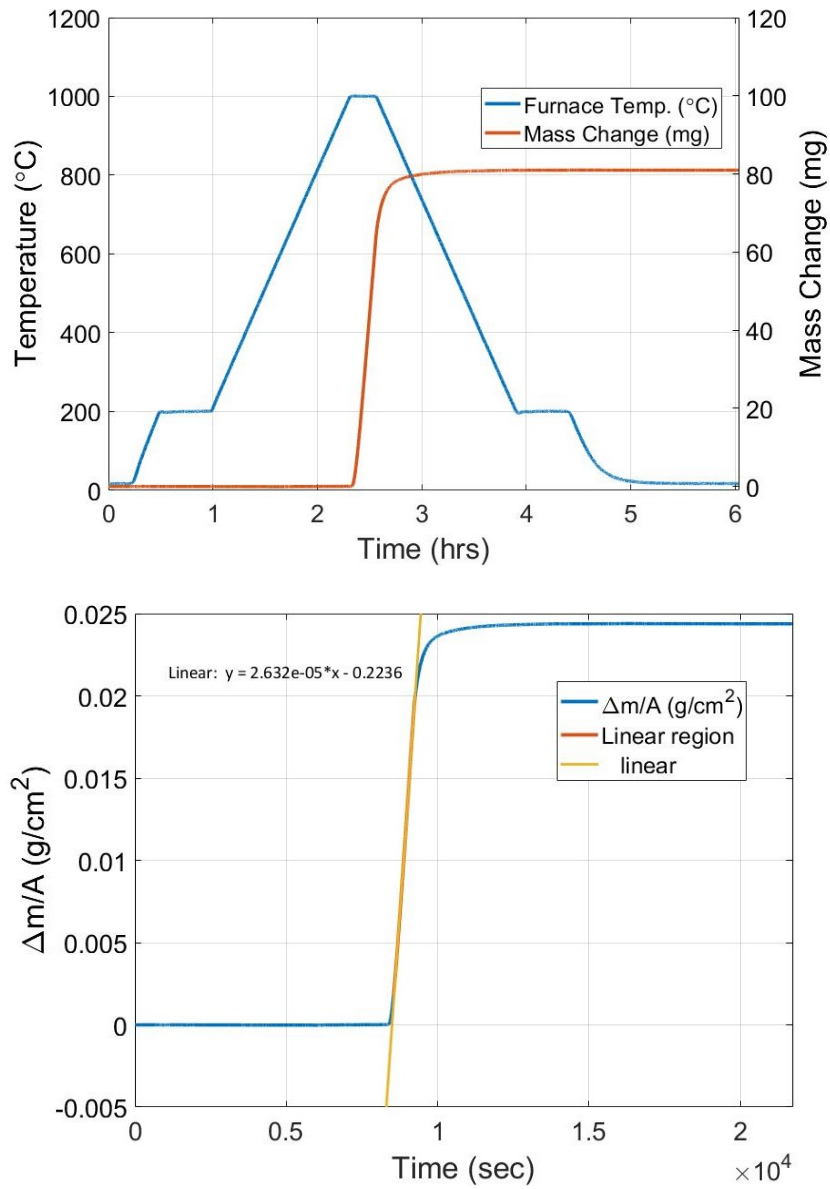 1200
1000
800
600
400
200
0
120
100
80
60
40
20
0
Furnace Temp. (°C)
Mass Change (mg)
Temperature (°C)
Mass Change (mg)
0 1 2 3 4 5 6
Time (hrs)
0.025
0.02
0.015
0.01
0.005
0
-0.005
Linear: y = 2.632e-05*x - 0.2236
Δm/A (g/cm²)
Linear region
linear
Δm/A (g/cm²)
0 0.5 1 1.5 2
Time (sec)
×10⁴